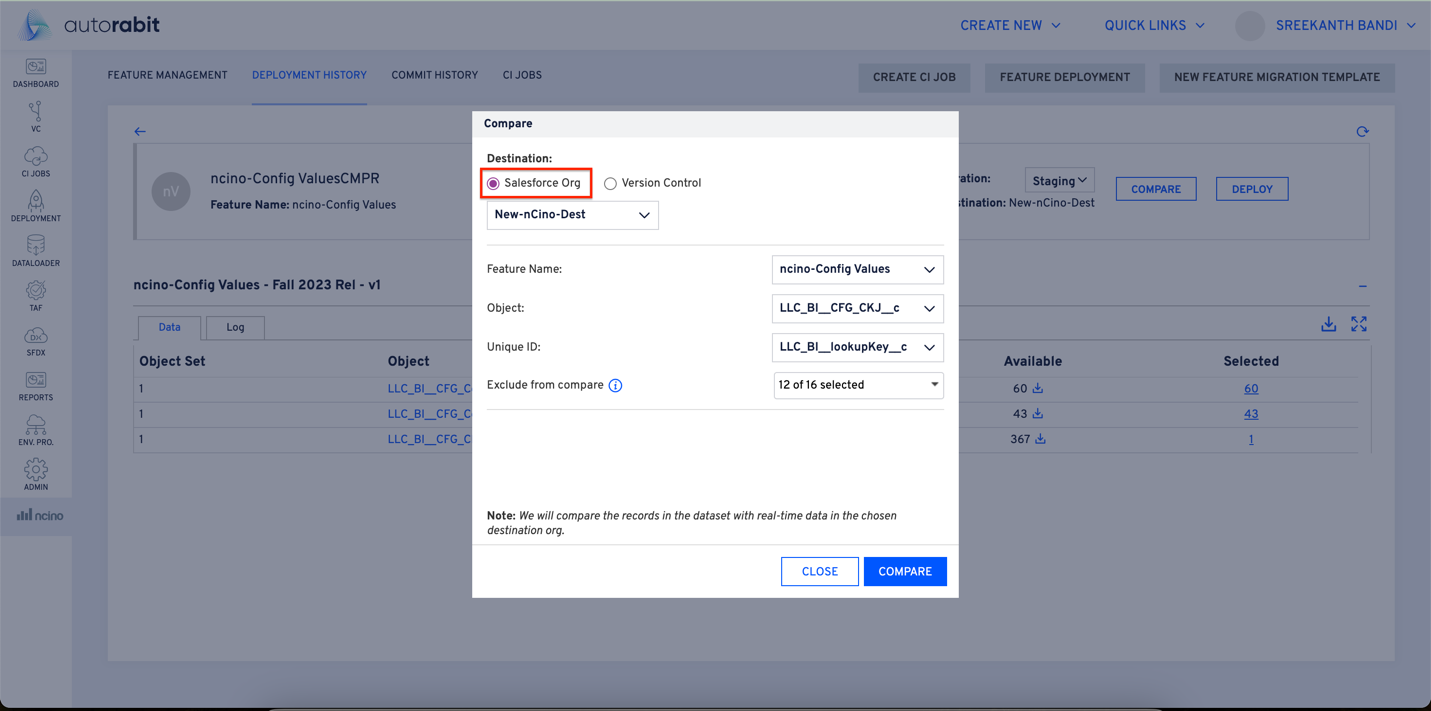 autorabit
CREATE NEW
QUICK LINKS
SREEKANTH BANDI
DASHBOARD
VC
CI JOBS
DEPLOYMENT
DATALOADER
TAF
DX
SFDX
REPORTS
ENV. PRO.
ADMIN
ncino
FEATURE MANAGEMENT
DEPLOYMENT HISTORY
COMMIT HISTORY
CI JOBS
CREATE CI JOB
FEATURE DEPLOYMENT
NEW FEATURE MIGRATION TEMPLATE
nV
ncino-Config ValuesCMPR
Feature Name: ncino-Config Values
ration:
Staging
stination: New-nCino-Dest
COMPARE
DEPLOY
ncino-Config Values - Fall 2023 Rel - v1
Data
Log
Object Set Object Available Selected
1 LLC_BI__CFG_C 60 60
1 LLC_BI__CFG_C 43 43
1 LLC_BI__CFG_C 367 1
Compare
Destination:
Salesforce Org
Version Control
New-nCino-Dest
Feature Name: ncino-Config Values
Object: LLC_BI__CFG_CKJ__c
Unique ID: LLC_BI__lookupKey__c
Exclude from compare 12 of 16 selected
Note: We will compare the records in the dataset with real-time data in the chosen
destination org.
CLOSE
COMPARE